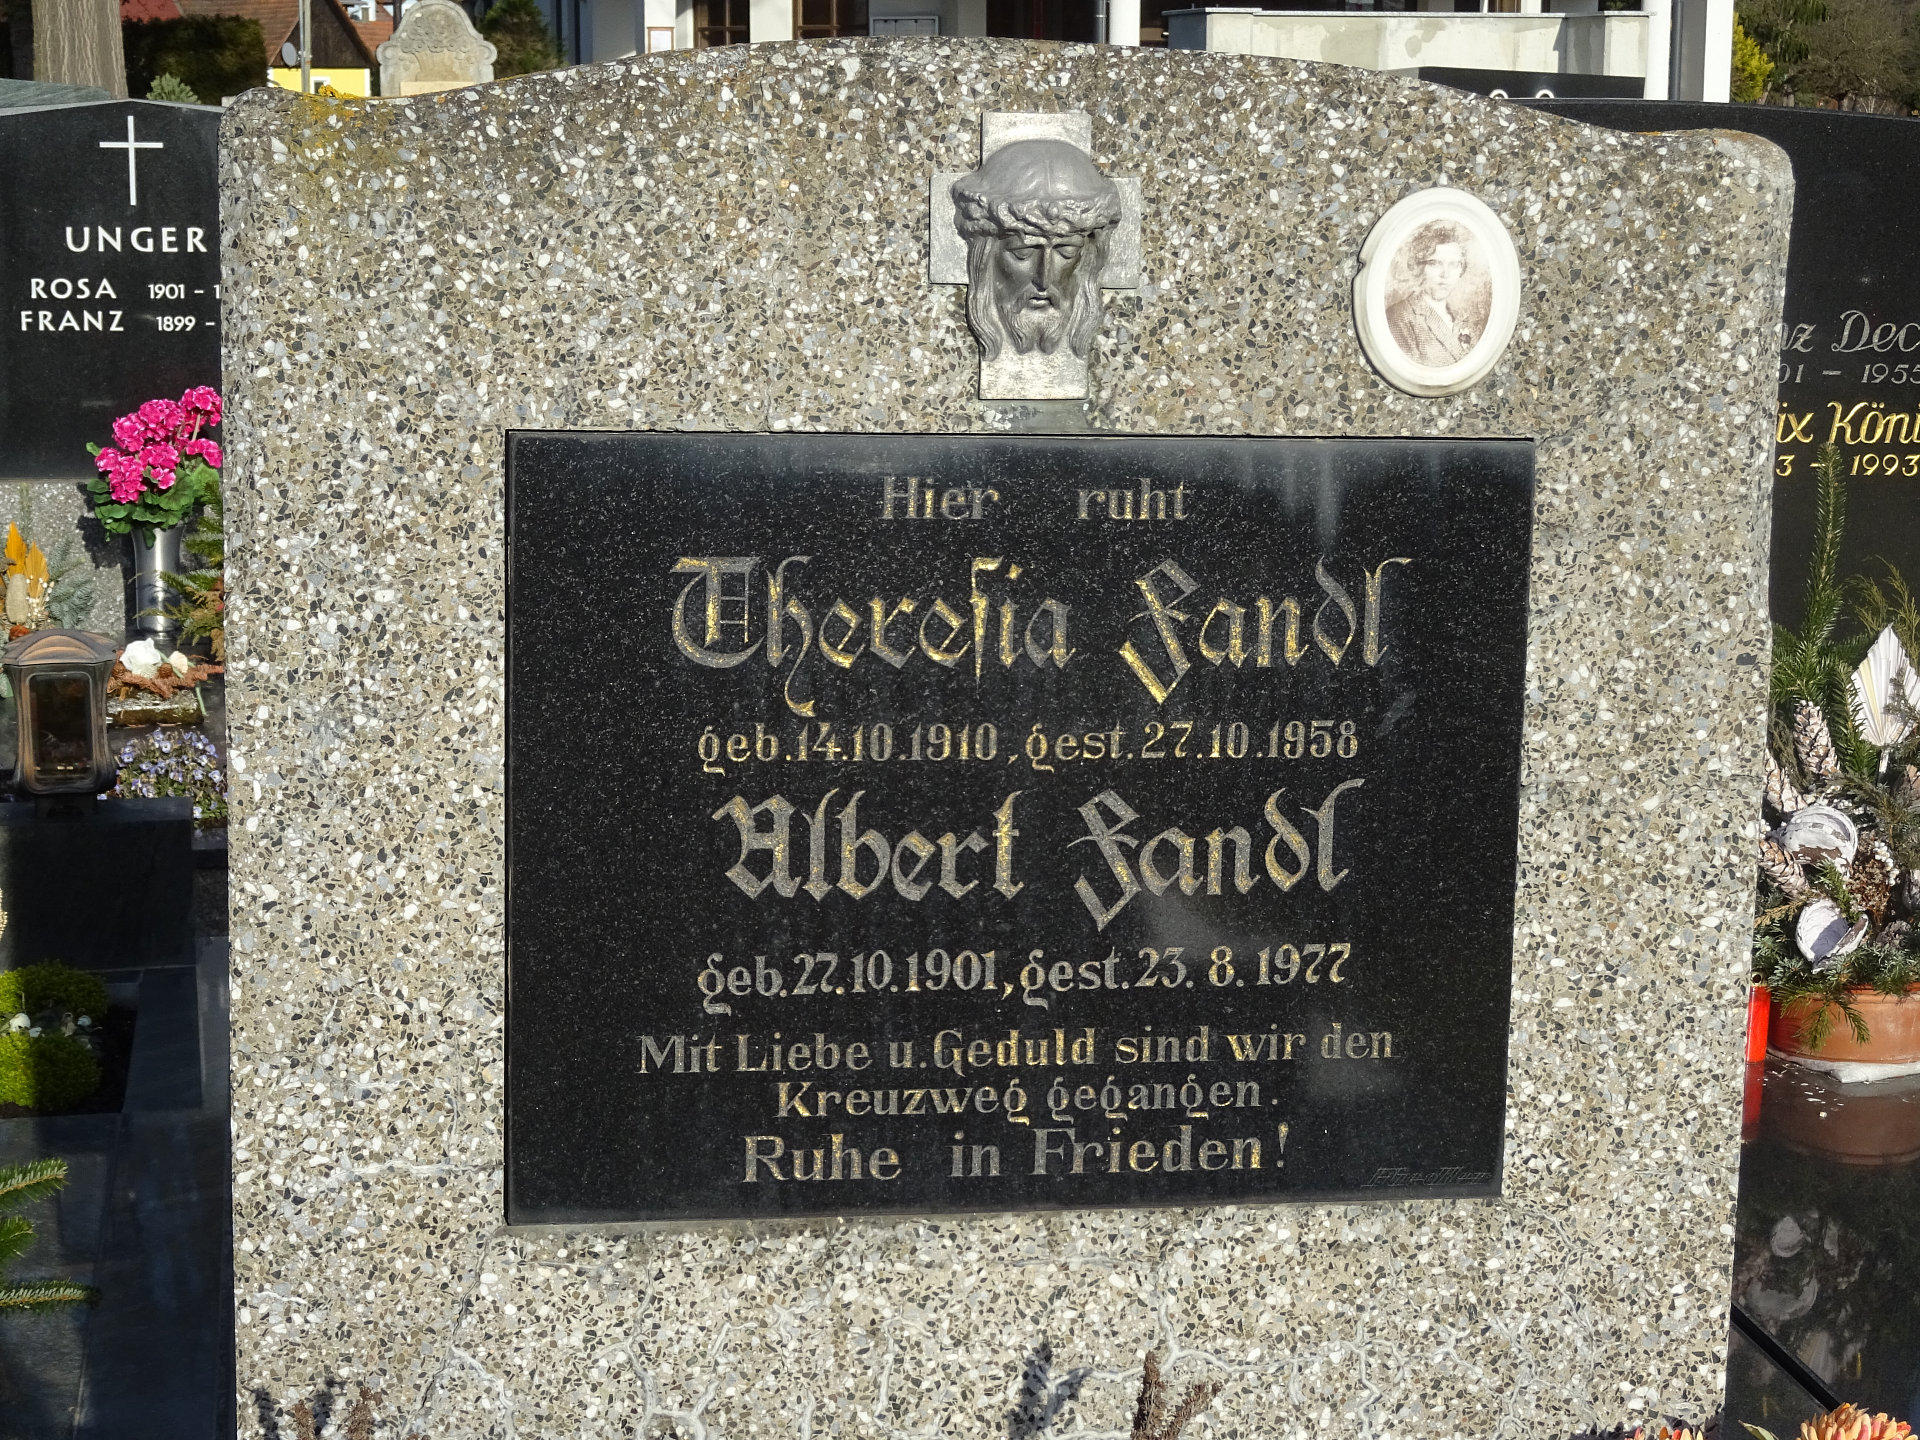 UNGER
ROSA 1901 -
FRANZ 1899 -
Hier ruht
Theresia Fandl
geb.14.10.1910, gest.27.10.1958
Albert Fandl
geb.27.10.1901, gest.23. 8. 1977
Mit Liebe u. Geduld sind wir den
Kreuzweg gegangen.
Ruhe in Frieden!
- 1955
- 1993